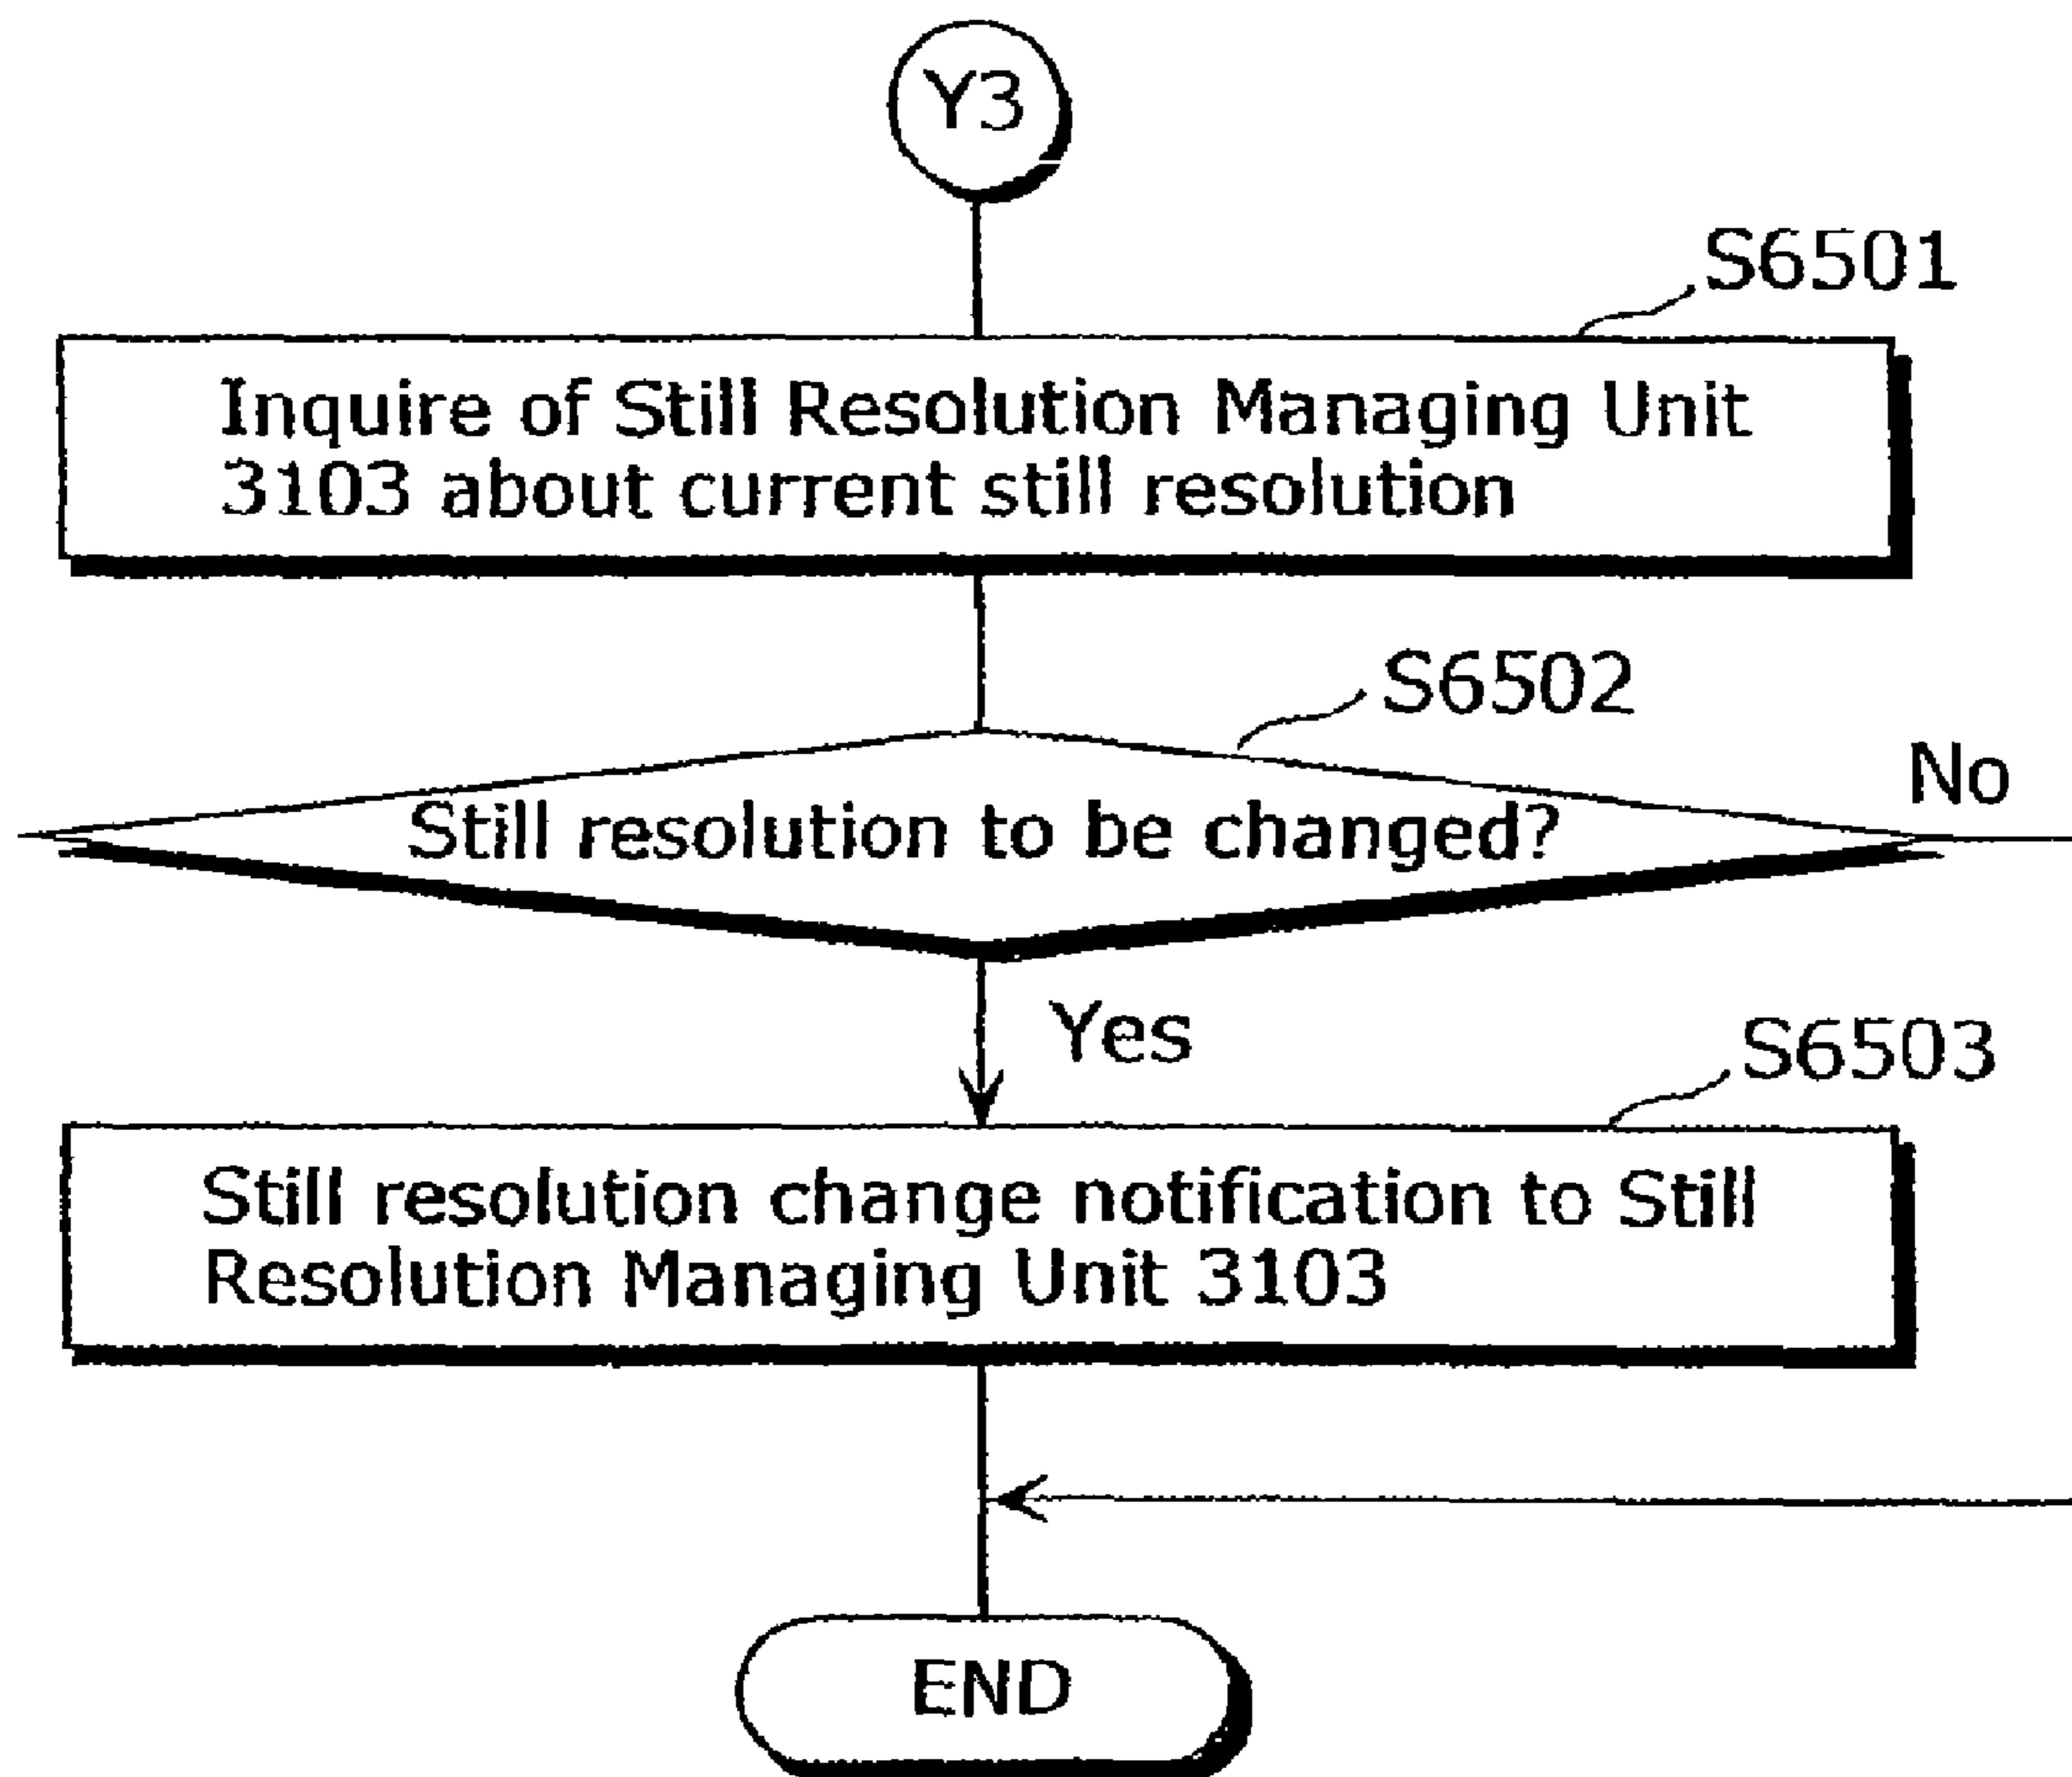 Y3
S6501
Inquire of Still Resolution Managing Unit
3103 about current still resolution
S6502
No
Still resolution to be changed?
Yes
S6503
Still resolution change notification to Still
Resolution Managing Unit 3103
END